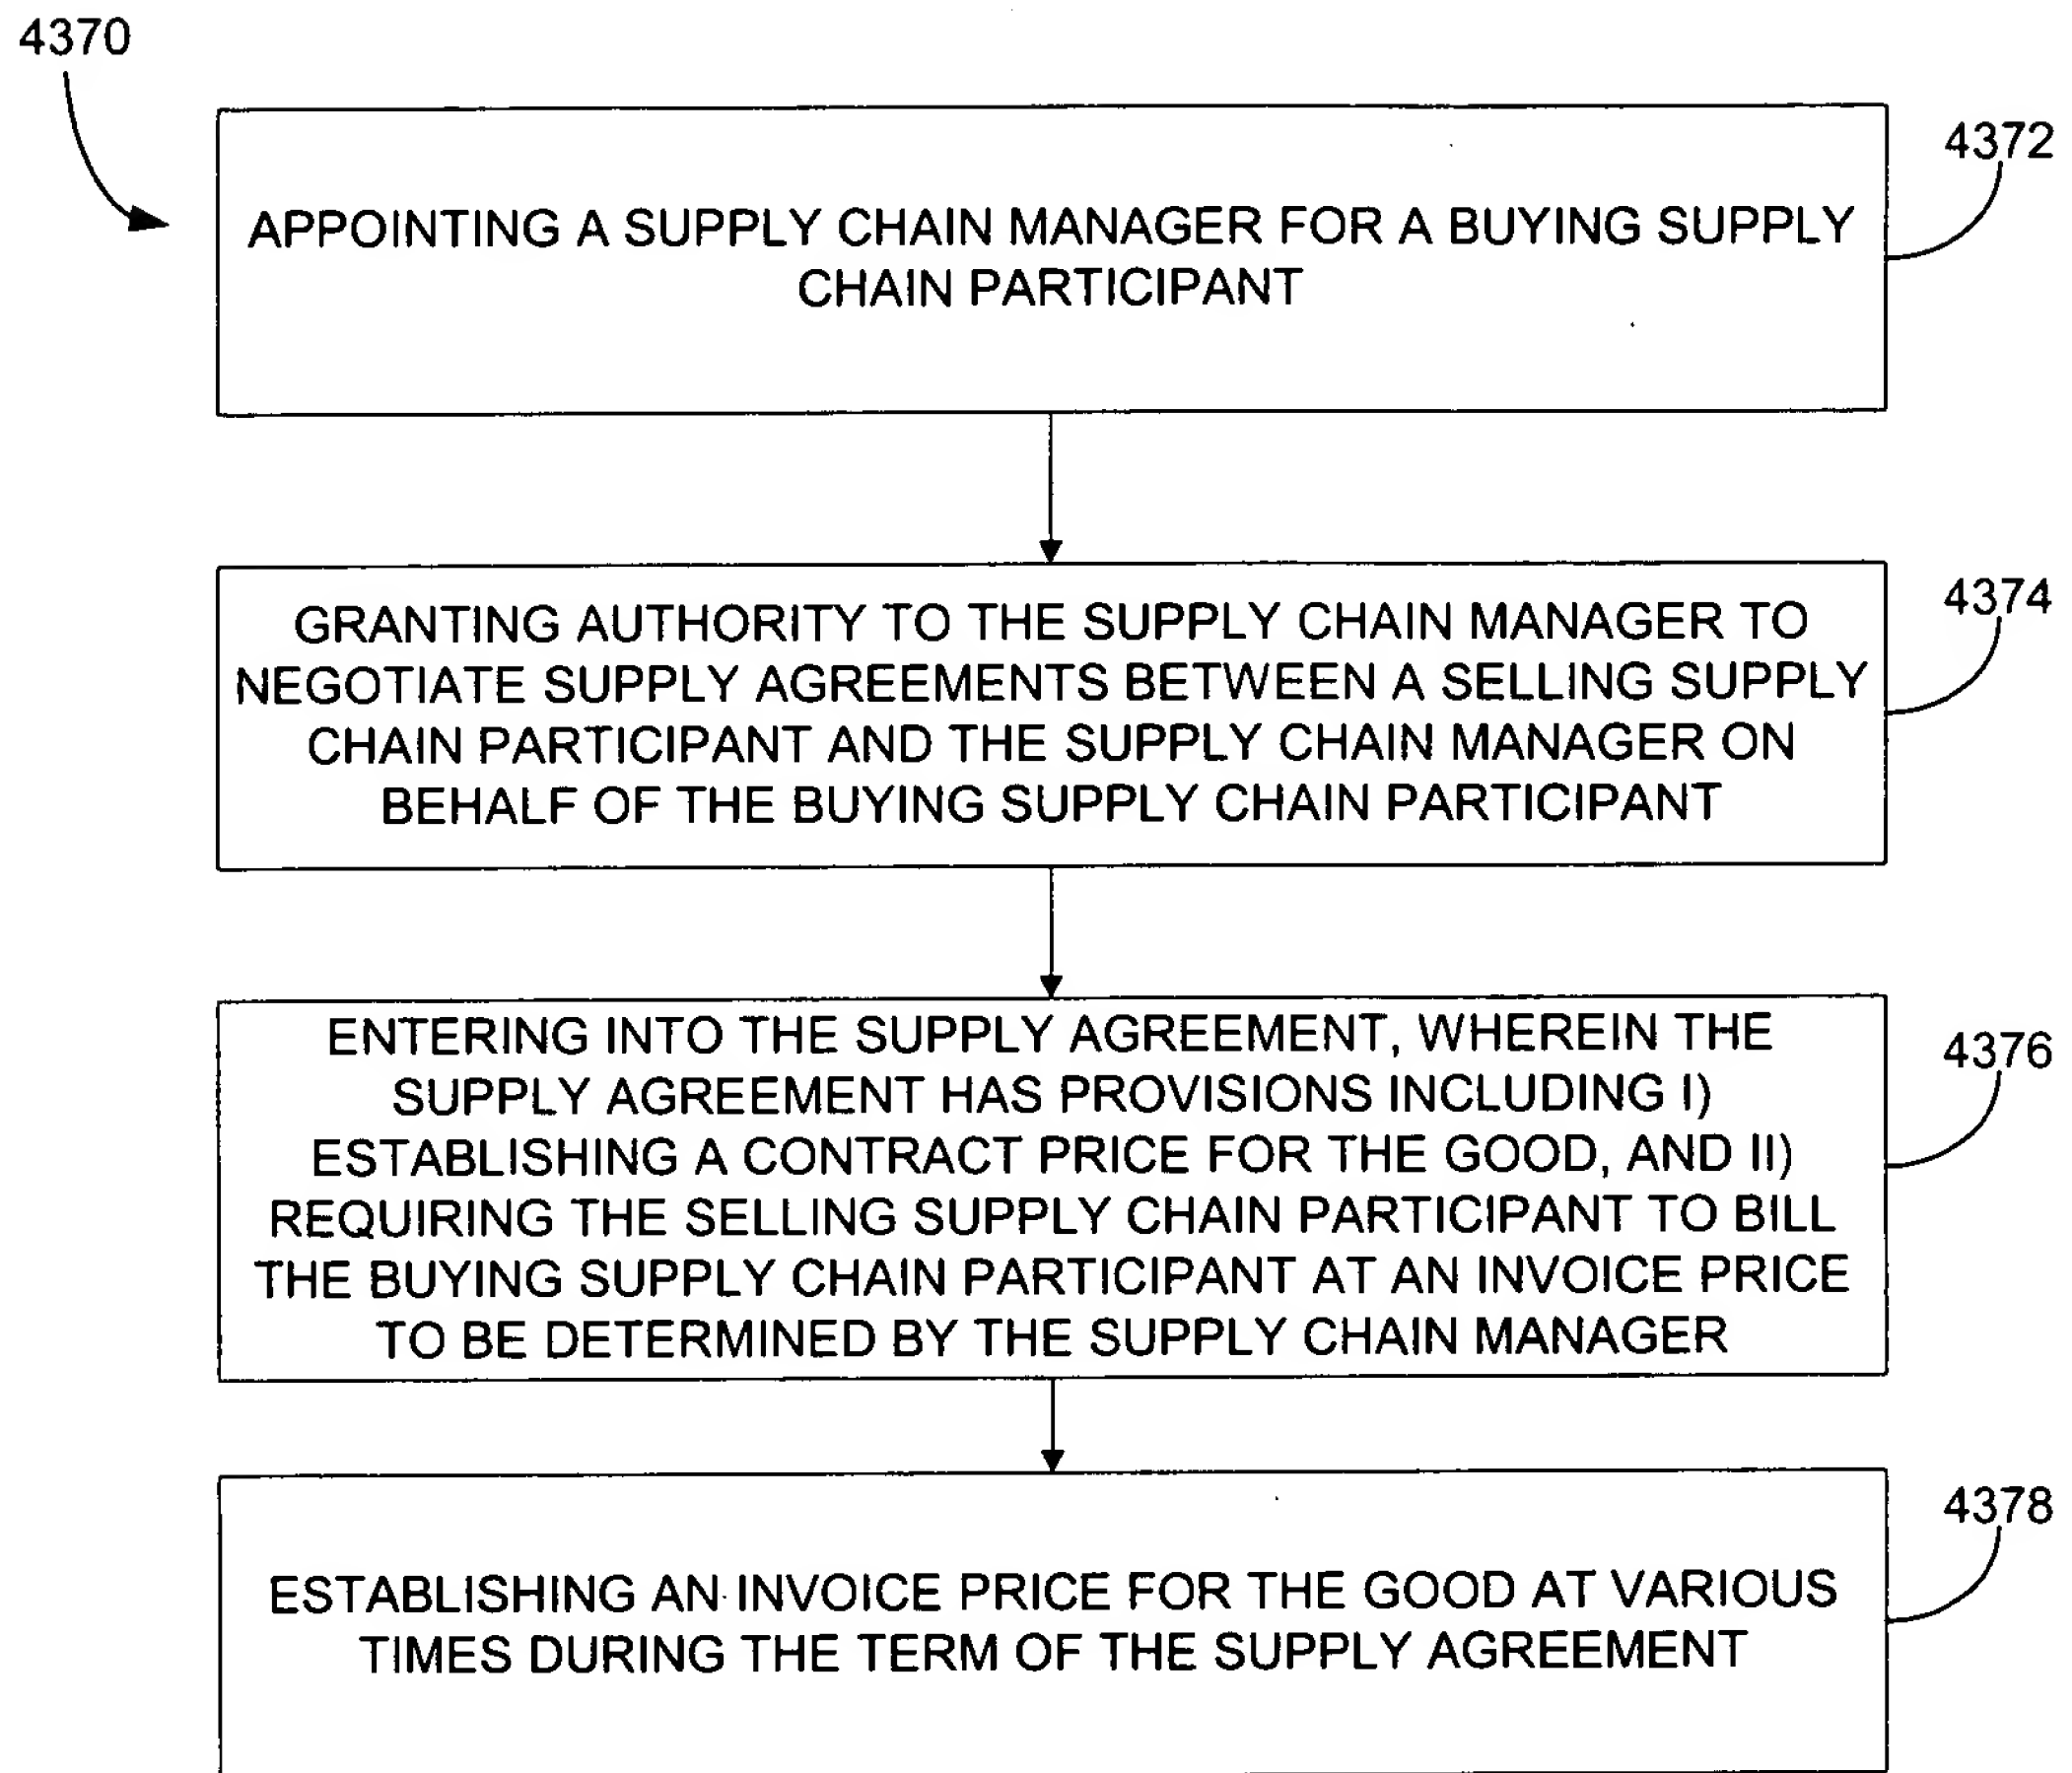 4370
4372
APPOINTING A SUPPLY CHAIN MANAGER FOR A BUYING SUPPLY
CHAIN PARTICIPANT
4374
GRANTING AUTHORITY TO THE SUPPLY CHAIN MANAGER TO
NEGOTIATE SUPPLY AGREEMENTS BETWEEN A SELLING SUPPLY
CHAIN PARTICIPANT AND THE SUPPLY CHAIN MANAGER ON
BEHALF OF THE BUYING SUPPLY CHAIN PARTICIPANT
4376
ENTERING INTO THE SUPPLY AGREEMENT, WHEREIN THE
SUPPLY AGREEMENT HAS PROVISIONS INCLUDING I)
ESTABLISHING A CONTRACT PRICE FOR THE GOOD, AND II)
REQUIRING THE SELLING SUPPLY CHAIN PARTICIPANT TO BILL
THE BUYING SUPPLY CHAIN PARTICIPANT AT AN INVOICE PRICE
TO BE DETERMINED BY THE SUPPLY CHAIN MANAGER
4378
ESTABLISHING AN INVOICE PRICE FOR THE GOOD AT VARIOUS
TIMES DURING THE TERM OF THE SUPPLY AGREEMENT